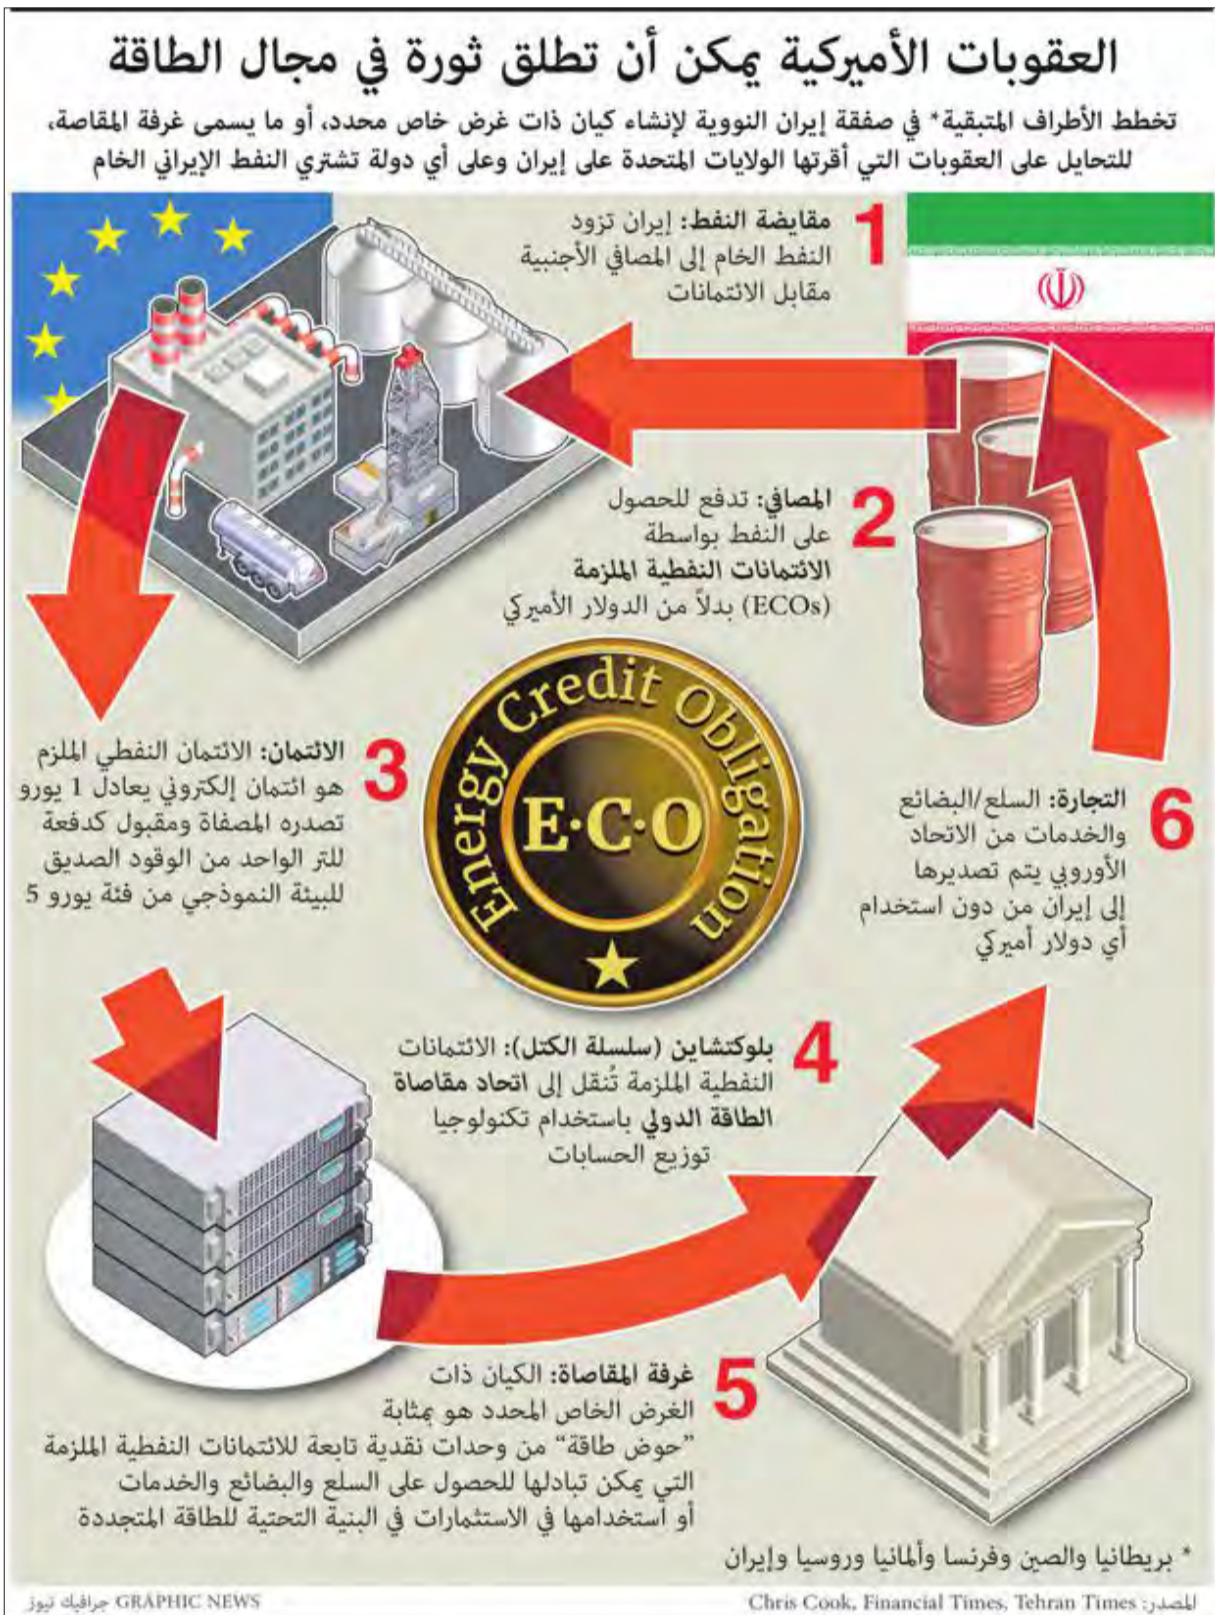 العقوبات الأميركية يمكن أن تطلق ثورة في مجال الطاقة
تخطط الأطراف المتبقية* في صفقة إيران النووية لإنشاء كيان ذات غرض خاص محدد، أو ما يسمى غرفة المقاصة،
للتحايل على العقوبات التي أقرتها الولايات المتحدة على إيران وعلى أي دولة تشتري النفط الإيراني الخام
1
مقايضة النفط: إيران تزود
النفط الخام إلى المصافي الأجنبية
مقابل الائتمانات
2
المصافي: تدفع للحصول
على النفط بواسطة
الائتمانات النفطية الملزمة
(ECOs) بدلاً من الدولار الأميركي
Energy Credit Obligation
E·C·O
3
الائتمان: الائتمان النفطي الملزم
هو ائتمان إلكتروني يعادل 1 يورو
تصدره المصفاة ومقبول كدفعة
للتر الواحد من الوقود الصديق
للبيئة النموذجي من فئة يورو 5
4
بلوكتشاين (سلسلة الكتل): الائتمانات
النفطية الملزمة تُنقل إلى اتحاد مقاصاة
الطاقة الدولي باستخدام تكنولوجيا
توزيع الحسابات
5
غرفة المقاصاة: الكيان ذات
الغرض الخاص المحدد هو بمثابة
"حوض طاقة" من وحدات نقدية تابعة للائتمانات النفطية الملزمة
التي يمكن تبادلها للحصول على السلع والبضائع والخدمات
أو استخدامها في الاستثمارات في البنية التحتية للطاقة المتجددة
6
التجارة: السلع/البضائع
والخدمات من الاتحاد
الأوروبي يتم تصديرها
إلى إيران من دون استخدام
أي دولار أميركي
* بريطانيا والصين وفرنسا وألمانيا وروسيا وإيران
المصدر: Chris Cook, Financial Times, Tehran Times
GRAPHIC NEWS جرافيك نيوز